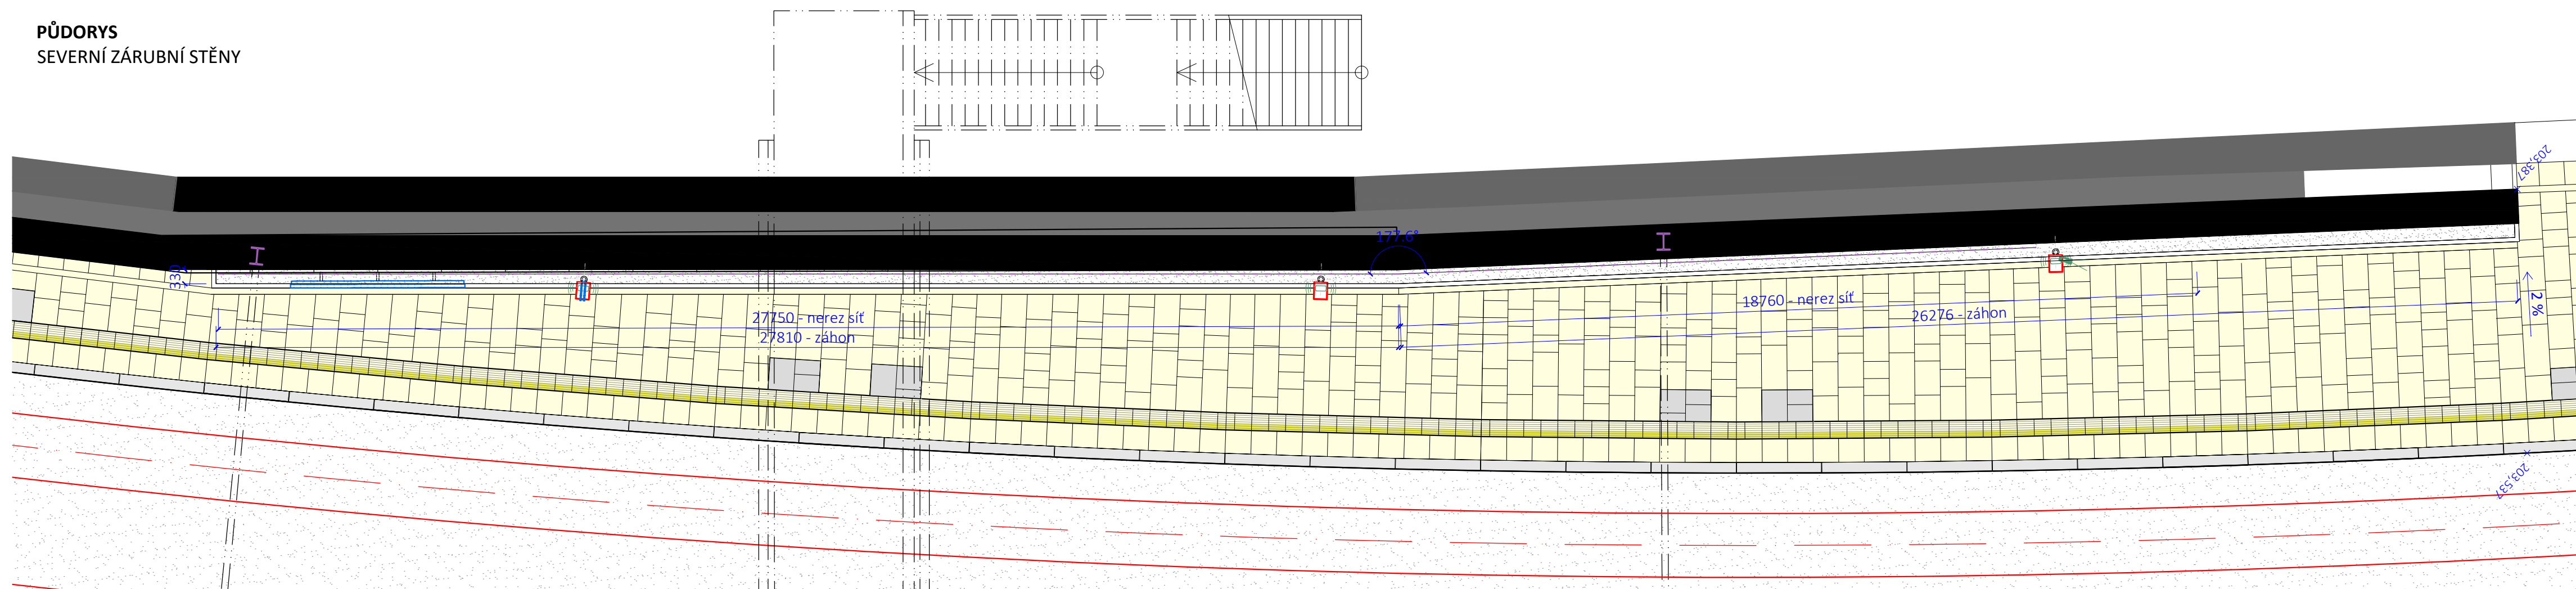 PŮDORYS
SEVERNÍ ZÁRUBNÍ STĚNY
203,387
177.6°
330
18760 - nerez síť
26276 - záhon
2 %
27750 - nerez síť
27810 - záhon
203,537